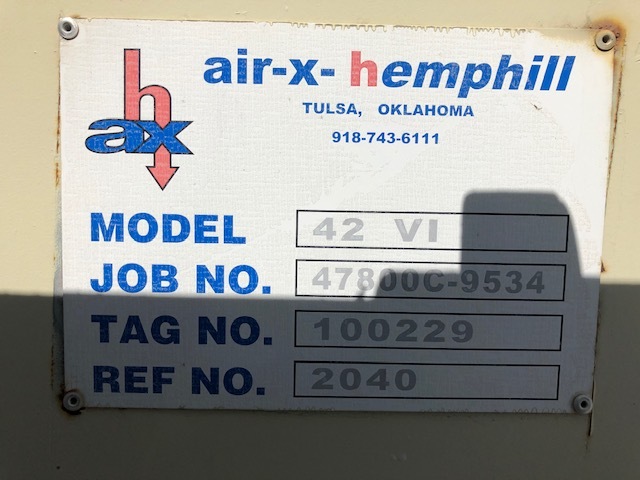 h
ax
air-x-hemphill
TULSA, OKLAHOMA
918-743-6111
MODEL 42 VI
JOB NO. 47800C-9534
TAG NO. 100229
REF NO. 2040